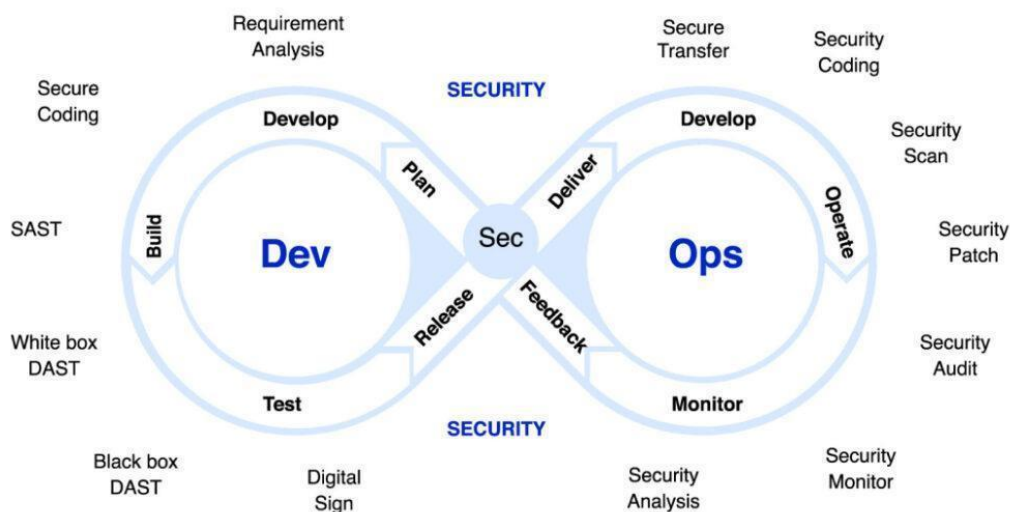 Requirement
Analysis
Secure
Transfer
Security
Coding
Secure
Coding
SECURITY
Develop
Develop
Security
Scan
Plan
Deliver
SAST
Build
Dev
Sec
Ops
Operate
Security
Patch
Release
Feedback
White box
DAST
Security
Audit
Test
Monitor
SECURITY
Black box
DAST
Digital
Sign
Security
Analysis
Security
Monitor